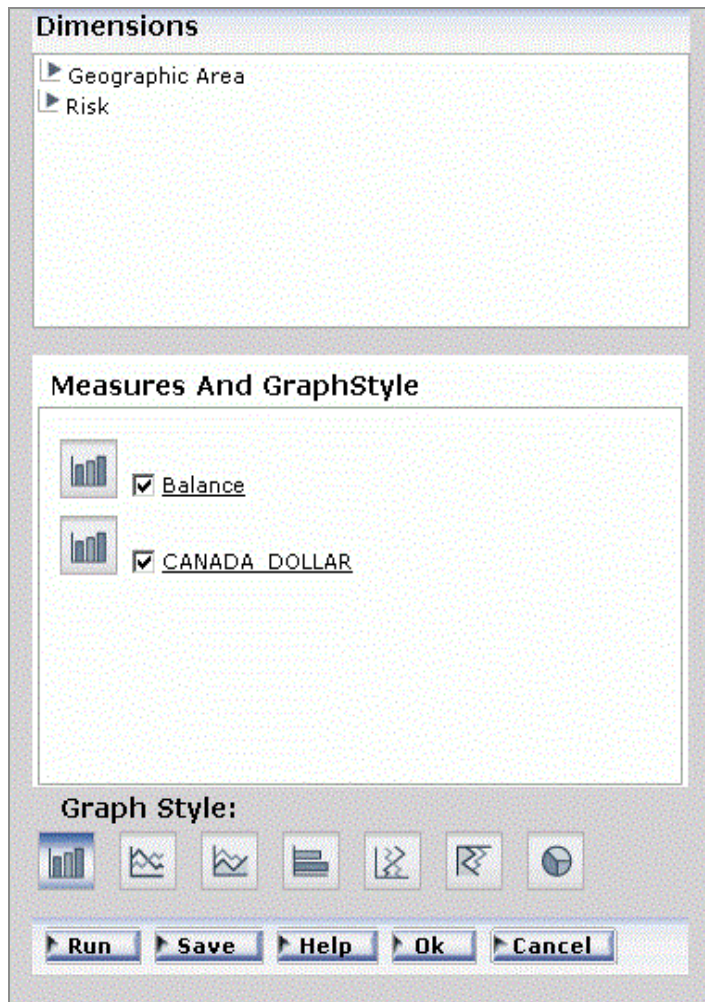 Dimensions
Geographic Area
Risk
Measures And GraphStyle
Balance
CANADA_DOLLAR
Graph Style:
Run Save Help Ok Cancel